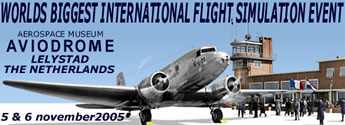 WORLDS BIGGEST INTERNATIONAL FLIGHT SIMULATION EVENT
AEROSPACE MUSEUM
AVIODROME
LELYSTAD
THE NETHERLANDS
5 & 6 november2005